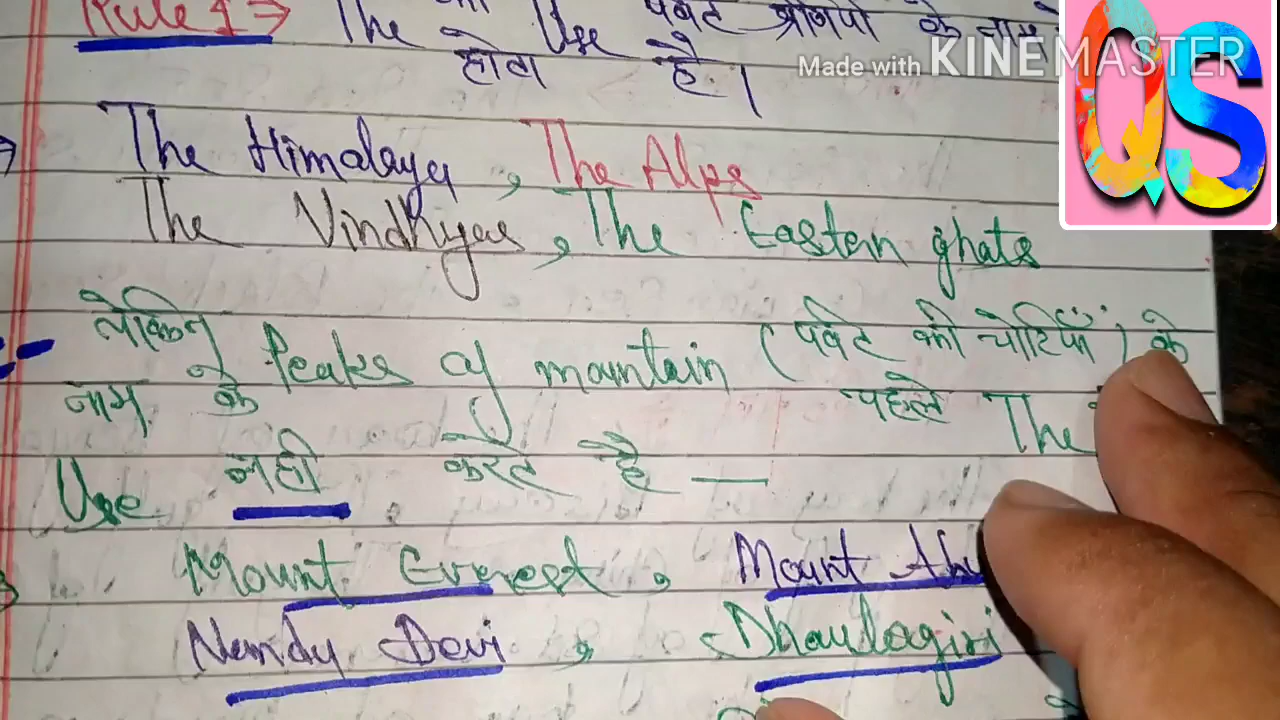 Rule 1⇒ The का Use पर्वत श्रेणियों के नाम
होता है।
Made with KINEMASTER
QS
The Himalaya, The Alps
The Vindhyas, The Eastern ghats
लेकिन Peaks of mountain (पर्वत की चोटियाँ) के
नाम के पहले The
Use नही करते है —
Mount Everest, Mount Abu
Nandy Devi, Dhaulagiri